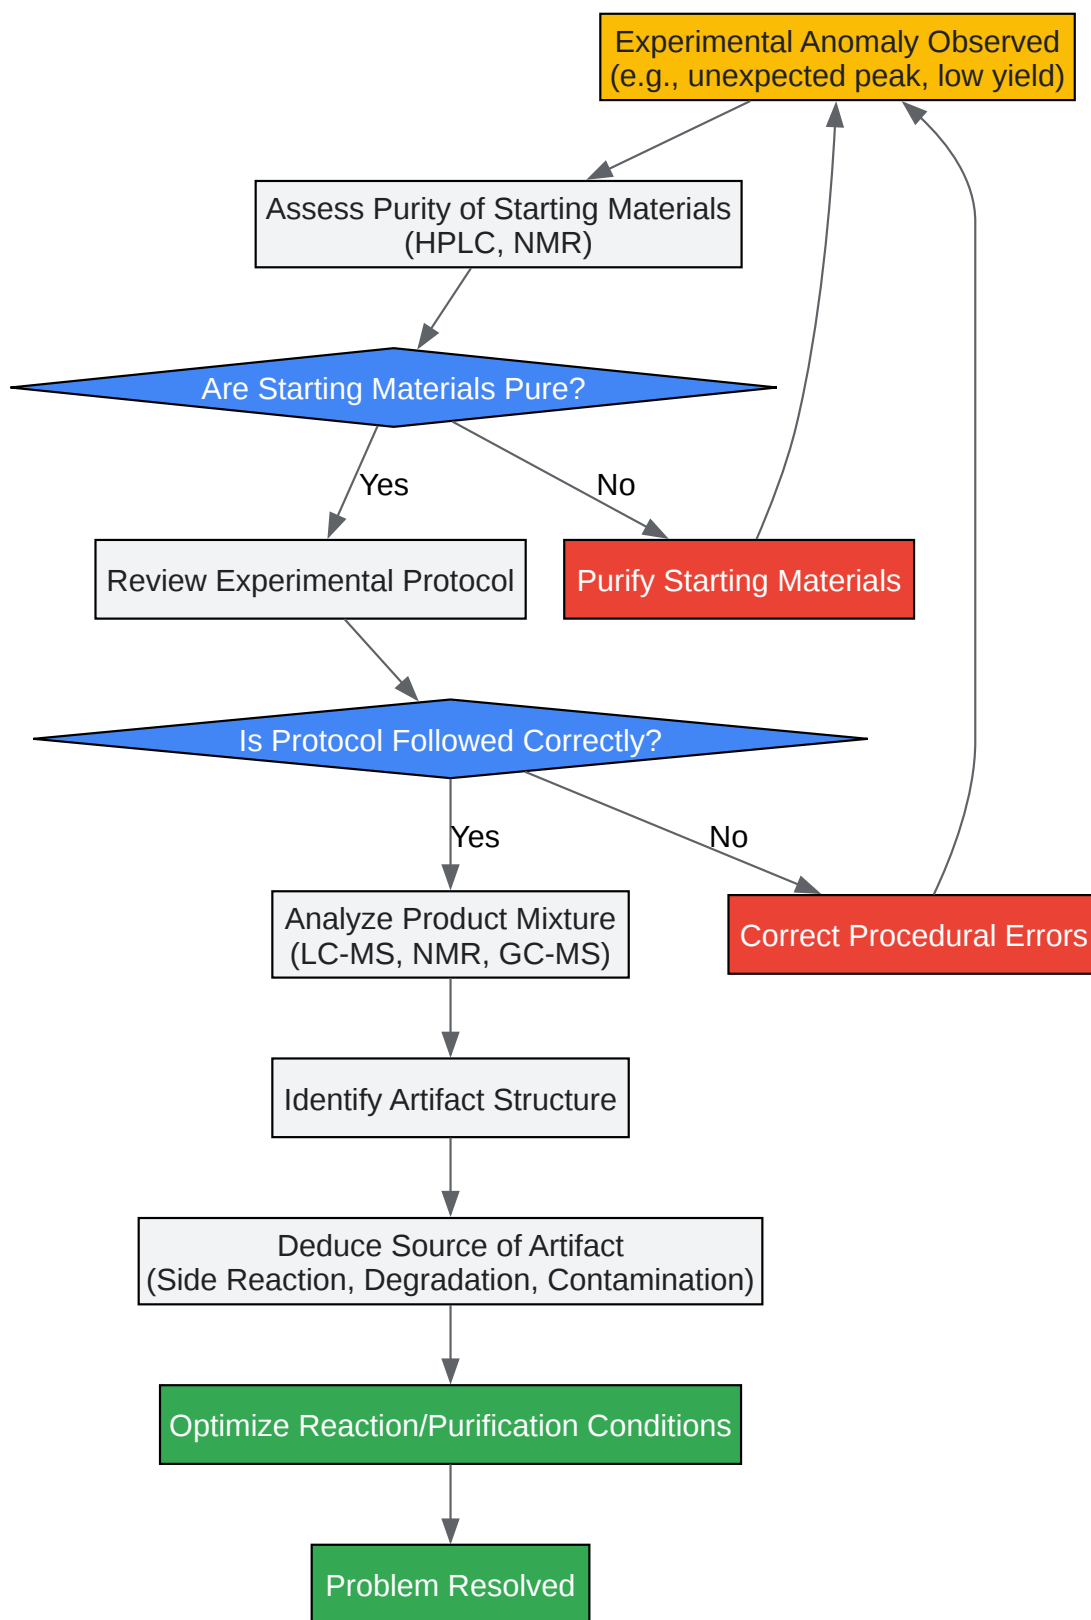 Experimental Anomaly Observed
(e.g., unexpected peak, low yield)
Assess Purity of Starting Materials
(HPLC, NMR)
Are Starting Materials Pure?
Yes
No
Review Experimental Protocol
Purify Starting Materials
Is Protocol Followed Correctly?
Yes
No
Analyze Product Mixture
(LC-MS, NMR, GC-MS)
Correct Procedural Errors
Identify Artifact Structure
Deduce Source of Artifact
(Side Reaction, Degradation, Contamination)
Optimize Reaction/Purification Conditions
Problem Resolved